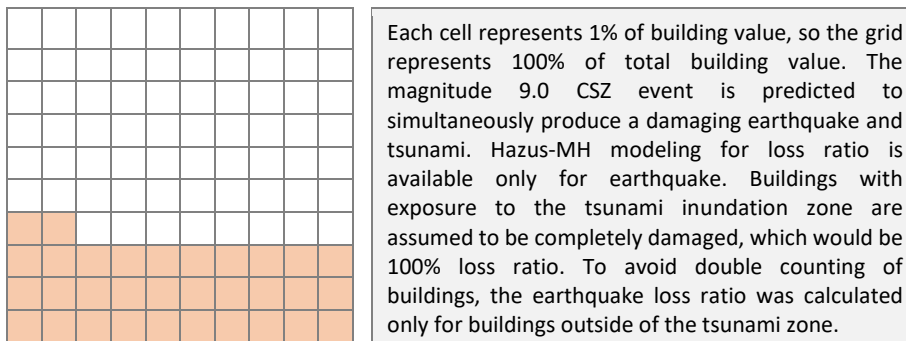 Each cell represents 1% of building value, so the grid
represents 100% of total building value. The
magnitude 9.0 CSZ event is predicted to
simultaneously produce a damaging earthquake and
tsunami. Hazus-MH modeling for loss ratio is
available only for earthquake. Buildings with
exposure to the tsunami inundation zone are
assumed to be completely damaged, which would be
100% loss ratio. To avoid double counting of
buildings, the earthquake loss ratio was calculated
only for buildings outside of the tsunami zone.